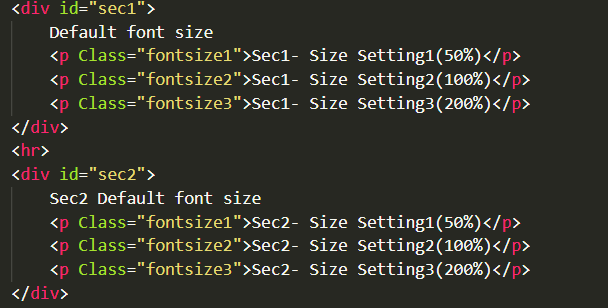 <div id="sec1">
Default font size
<p Class="fontsize1">Sec1- Size Setting1(50%)</p>
<p Class="fontsize2">Sec1- Size Setting2(100%)</p>
<p Class="fontsize3">Sec1- Size Setting3(200%)</p>
</div>
<hr>
<div id="sec2">
Sec2 Default font size
<p Class="fontsize1">Sec2- Size Setting1(50%)</p>
<p Class="fontsize2">Sec2- Size Setting2(100%)</p>
<p Class="fontsize3">Sec2- Size Setting3(200%)</p>
</div>